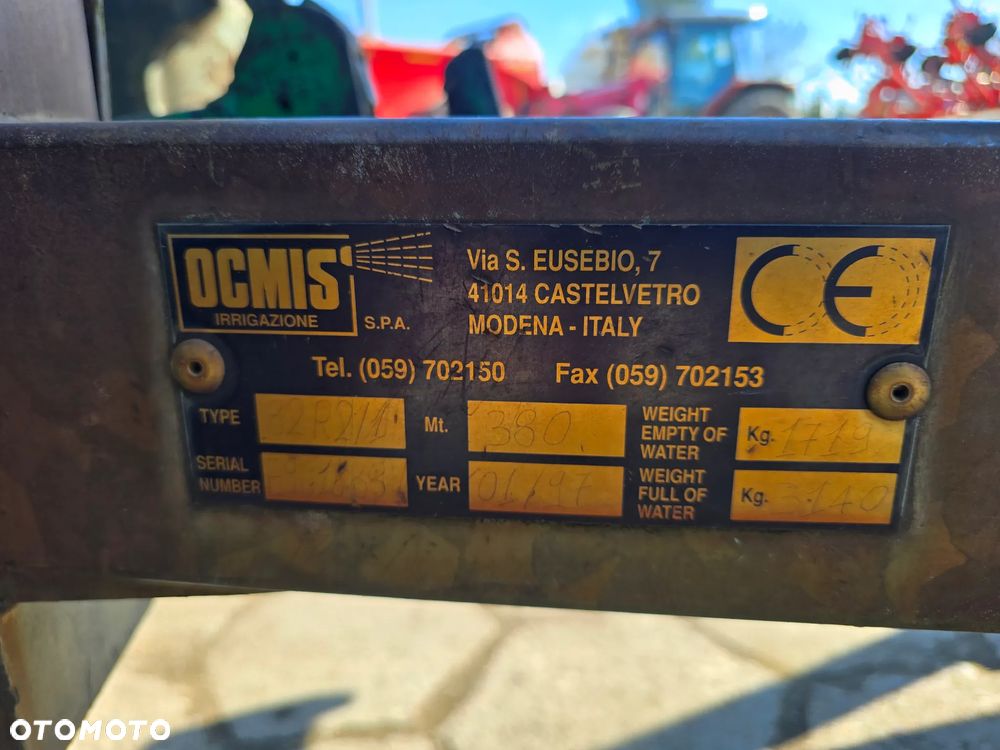 OCMIS
IRRIGAZIONE
S.P.A.
Via S. EUSEBIO, 7
41014 CASTELVETRO
MODENA - ITALY
CE
Tel. (059) 702150 Fax (059) 702153
TYPE
Mt. 380
WEIGHT
EMPTY OF
WATER
Kg. 1719
SERIAL
NUMBER
YEAR 01/97
WEIGHT
FULL OF
WATER
Kg. 3140
OTOMOTO